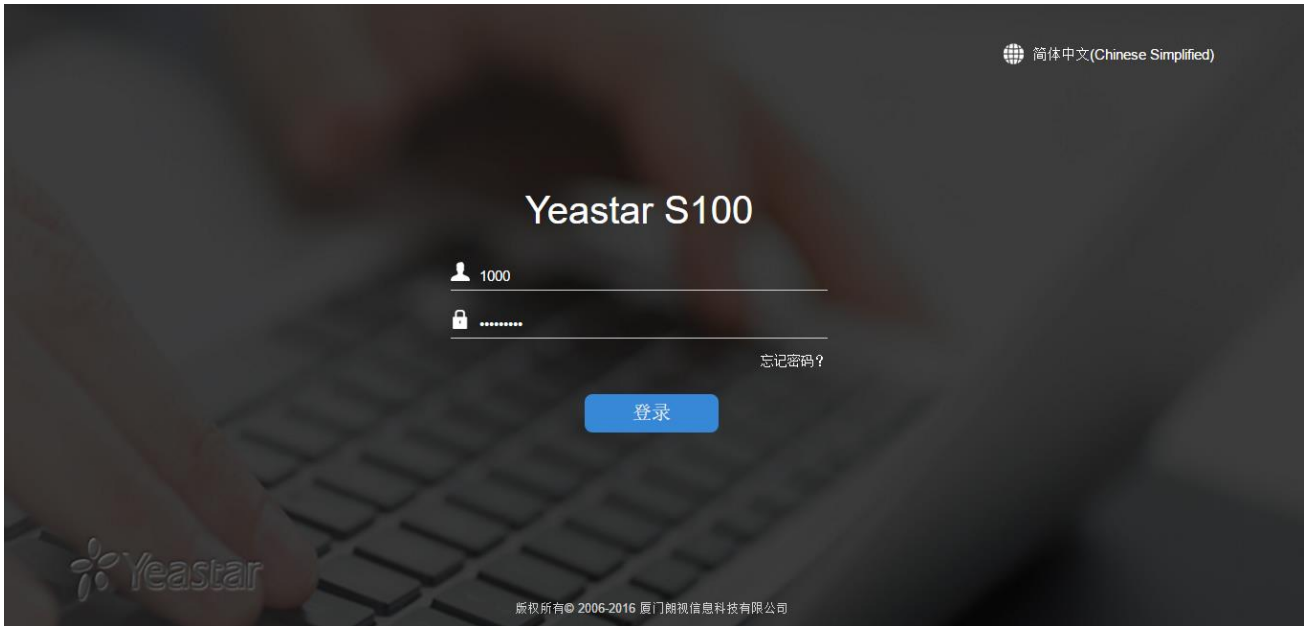 简体中文(Chinese Simplified)
Yeastar S100
1000
•••••••••
忘记密码?
登录
Yeastar
版权所有© 2006-2016 厦门朗视信息科技有限公司